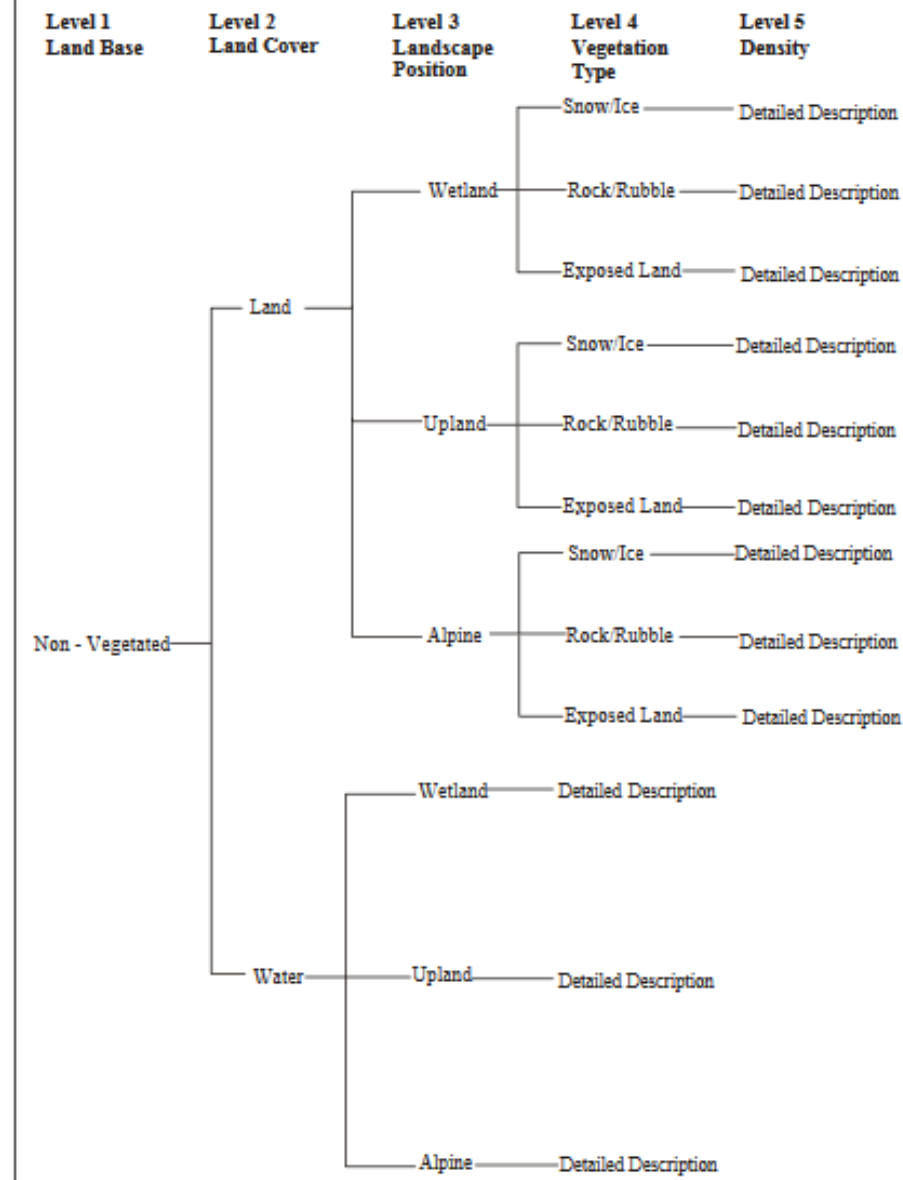 Level 1
Land Base
Level 2
Land Cover
Level 3
Landscape
Position
Level 4
Vegetation
Type
Level 5
Density
Snow/Ice Detailed Description
Wetland Rock/Rubble Detailed Description
Exposed Land Detailed Description
Land
Snow/Ice Detailed Description
Upland Rock/Rubble Detailed Description
Exposed Land Detailed Description
Snow/Ice Detailed Description
Non - Vegetated
Alpine Rock/Rubble Detailed Description
Exposed Land Detailed Description
Wetland Detailed Description
Water Upland Detailed Description
Alpine Detailed Description